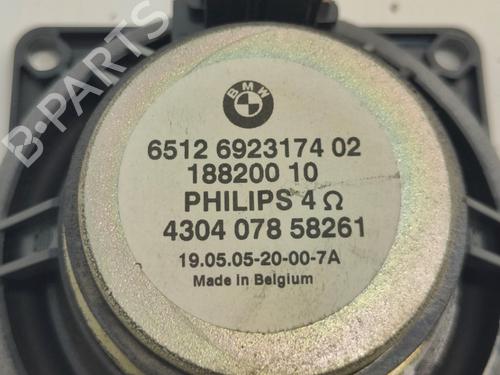 B-PARTS
BMW
6512 6923174 02
188200 10
PHILIPS 4 Ω
4304 078 58261
19.05.05-20-00-7A
Made in Belgium